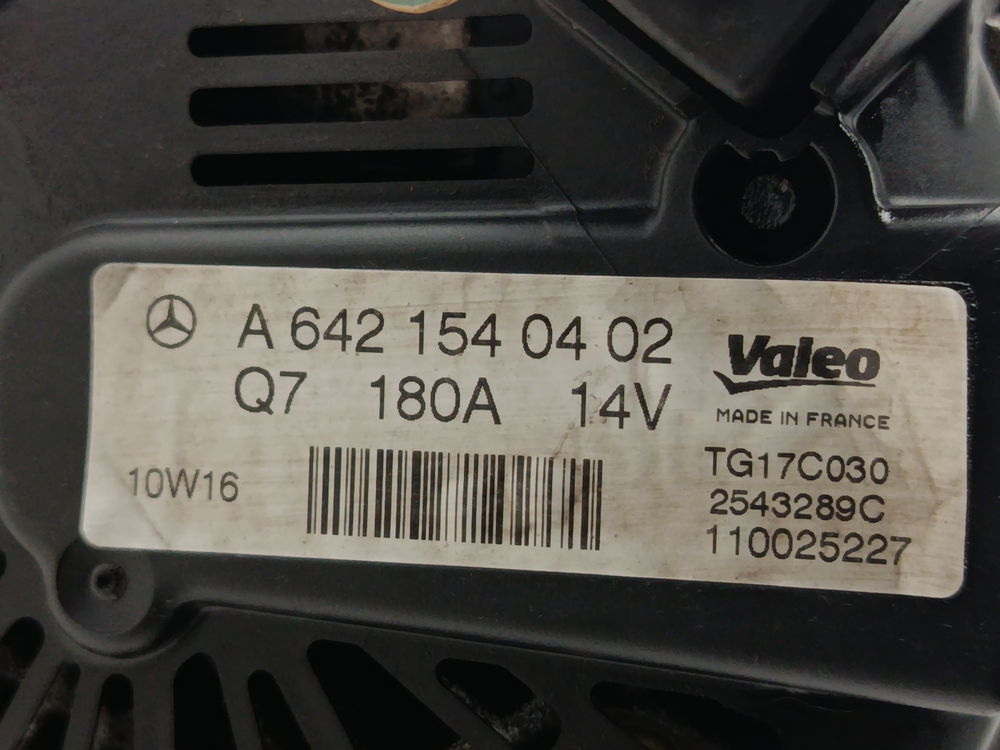 A 642 154 04 02
Q7 180A 14V
10W16
Valeo
MADE IN FRANCE
TG17C030
2543289C
110025227